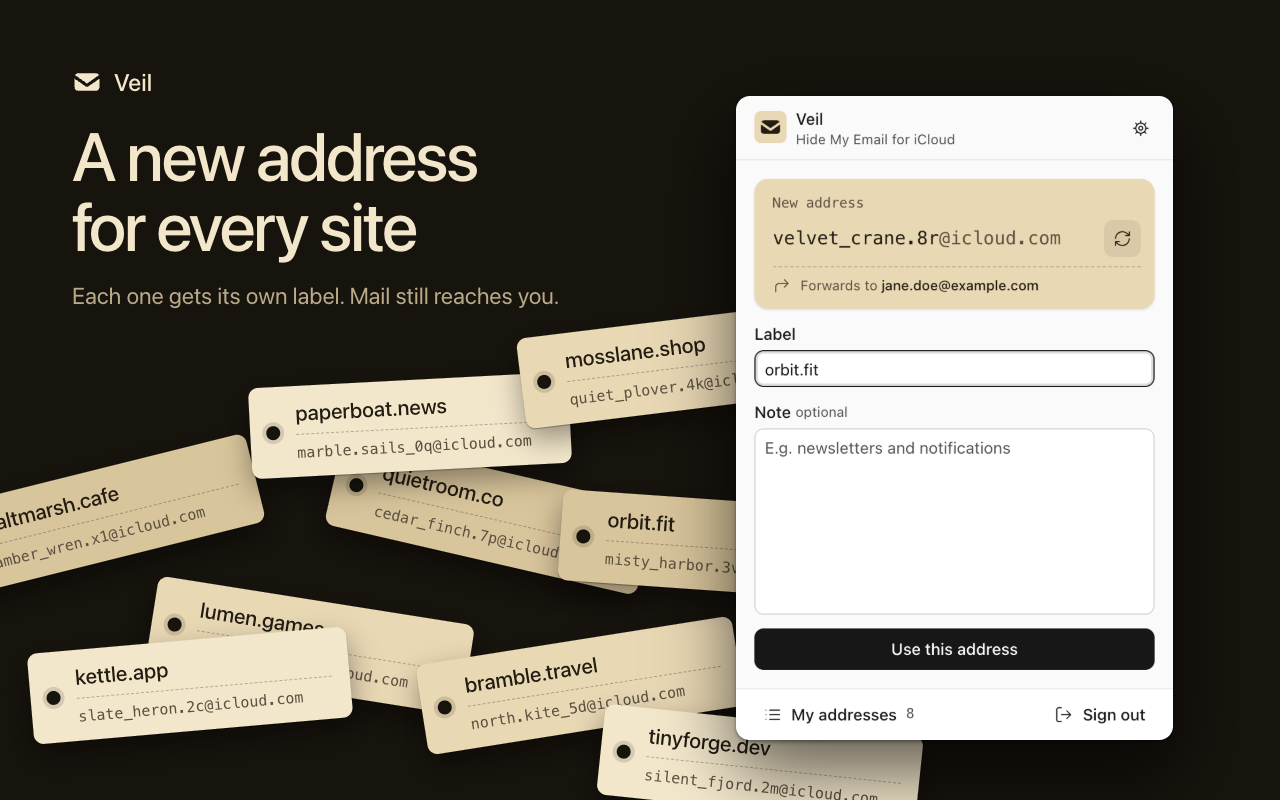 Veil
A new address
for every site
Each one gets its own label. Mail still reaches you.
mosslane.shop
quiet_plover.4k@icl
paperboat.news
marble.sails_0q@icloud.com
altmarsh.cafe
amber_wren.x1@icloud.com
quietroom.co
cedar_finch.7p@icloud
orbit.fit
misty_harbor.3v
lumen.games
oud.com
kettle.app
slate_heron.2c@icloud.com
bramble.travel
north.kite_5d@icloud.com
tinyforge.dev
silent_fjord.2m@icloud.com
Veil
Hide My Email for iCloud
New address
velvet_crane.8r@icloud.com
Forwards to jane.doe@example.com
Label
orbit.fit
Note optional
E.g. newsletters and notifications
Use this address
My addresses 8
Sign out